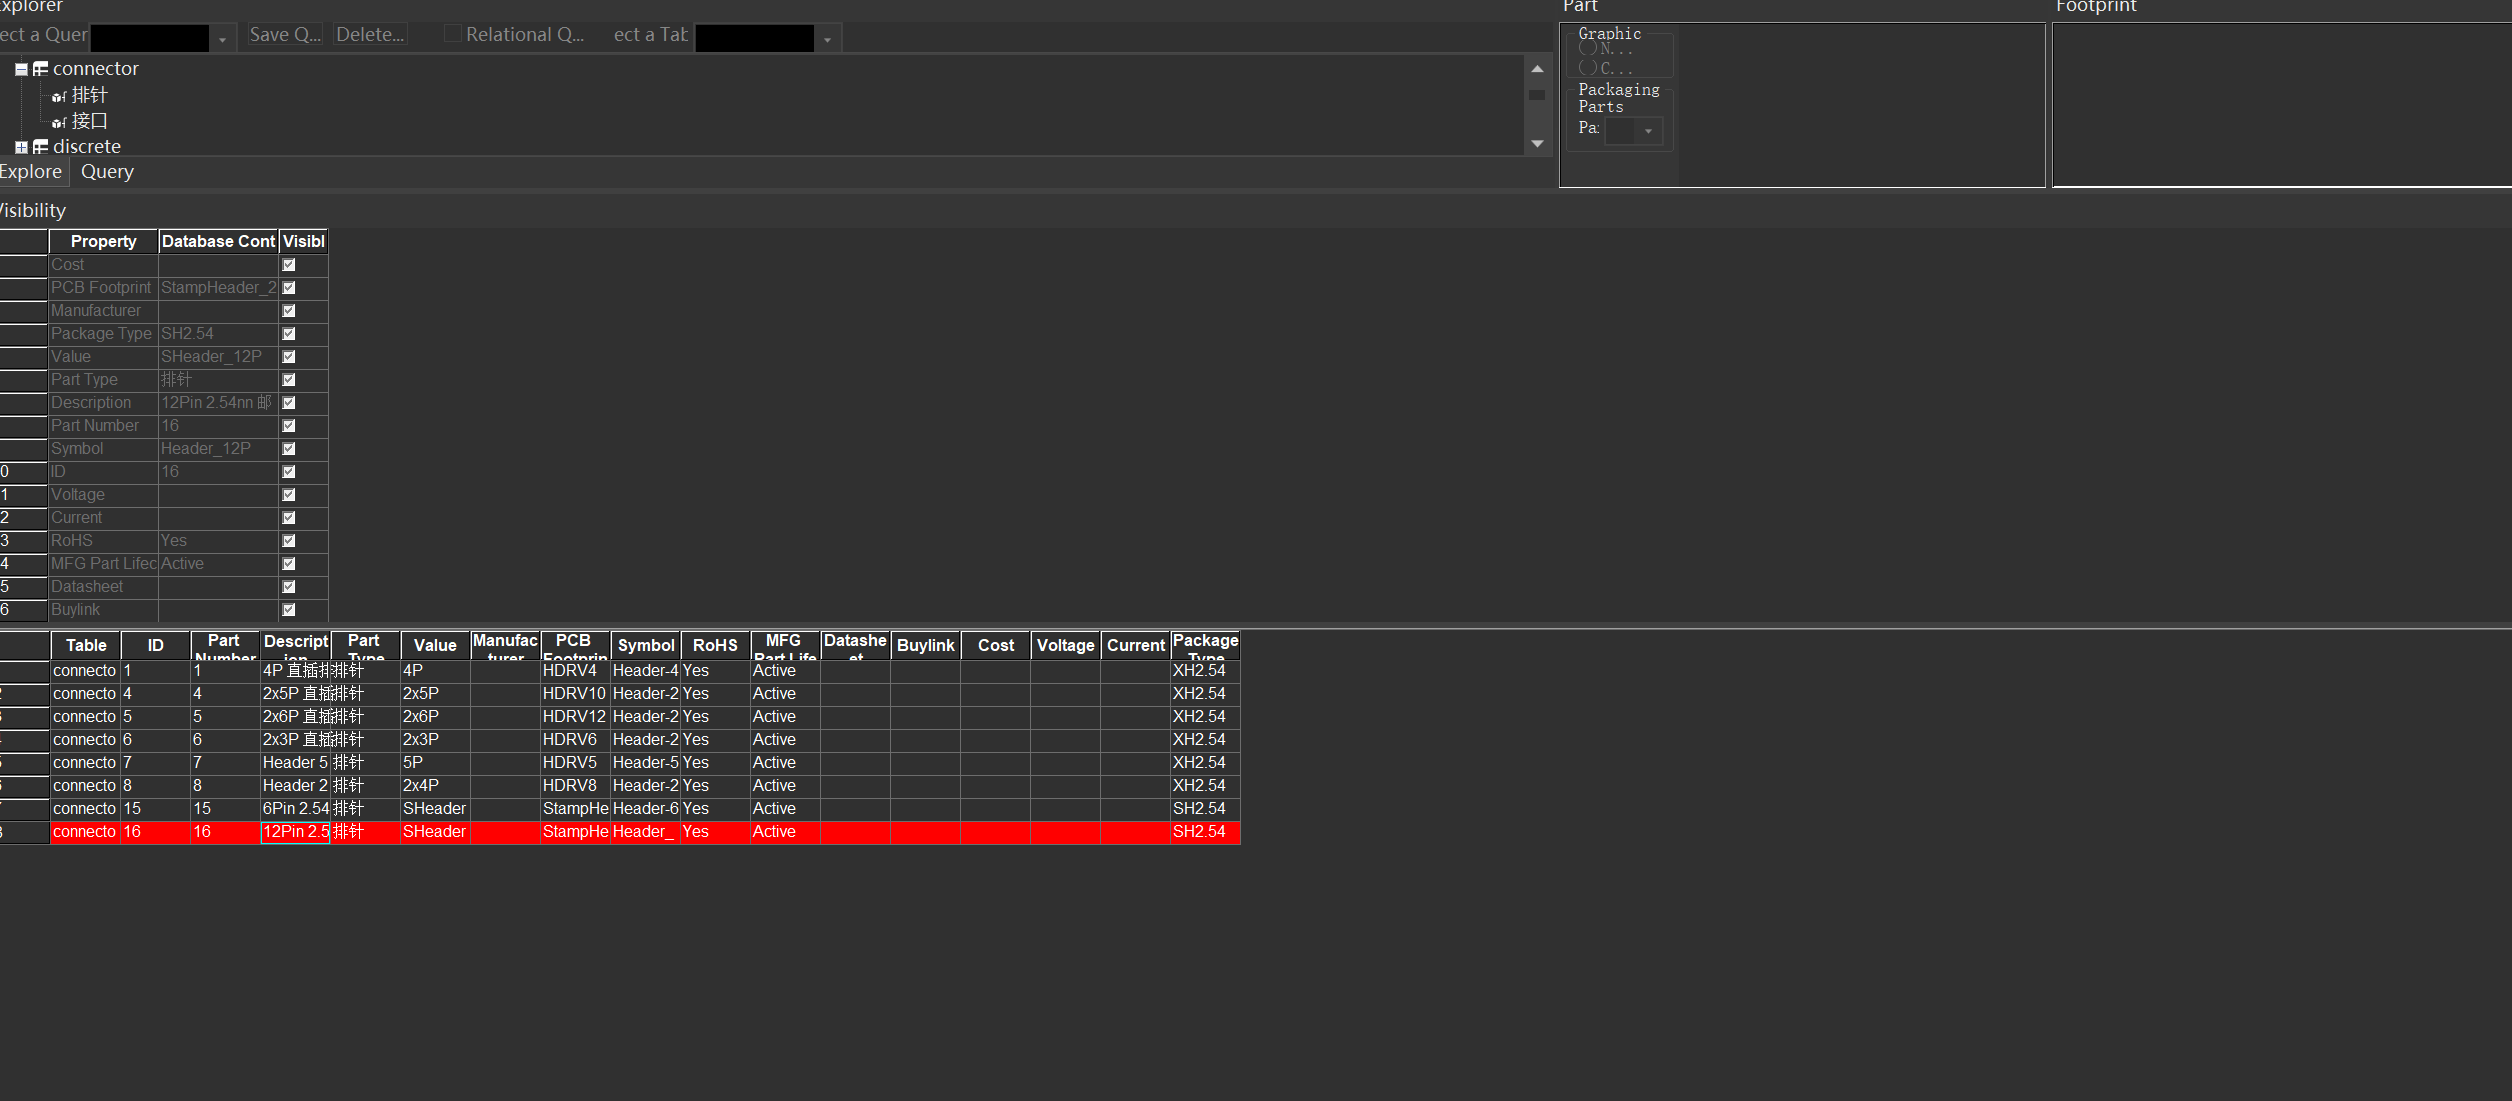 Explorer Part Footprint
ect a Quer Save Q... Delete... Relational Q... ect a Tab
Graphic
N...
C...
connector
排针
接口
discrete
Packaging
Parts
Pa
Explore Query
Visibility
Property Database Cont Visibl
Cost
PCB Footprint StampHeader_2
Manufacturer
Package Type SH2.54
Value SHeader_12P
Part Type 排针
Description 12Pin 2.54nn 邮
Part Number 16
Symbol Header_12P
0 ID 16
1 Voltage
2 Current
3 RoHS Yes
4 MFG Part Lifec Active
5 Datasheet
6 Buylink
Table ID Part Number Descript ion Part Type Value Manufac turer PCB Footprin Symbol RoHS MFG Part Life Datashe et Buylink Cost Voltage Current Package Type
connecto 1 1 4P 直插排 排针 4P HDRV4 Header-4 Yes Active XH2.54
connecto 4 4 2x5P 直插 排针 2x5P HDRV10 Header-2 Yes Active XH2.54
connecto 5 5 2x6P 直插 排针 2x6P HDRV12 Header-2 Yes Active XH2.54
connecto 6 6 2x3P 直插 排针 2x3P HDRV6 Header-2 Yes Active XH2.54
connecto 7 7 Header 5 排针 5P HDRV5 Header-5 Yes Active XH2.54
connecto 8 8 Header 2 排针 2x4P HDRV8 Header-2 Yes Active XH2.54
connecto 15 15 6Pin 2.54 排针 SHeader StampHe Header-6 Yes Active SH2.54
connecto 16 16 12Pin 2.5 排针 SHeader StampHe Header_ Yes Active SH2.54